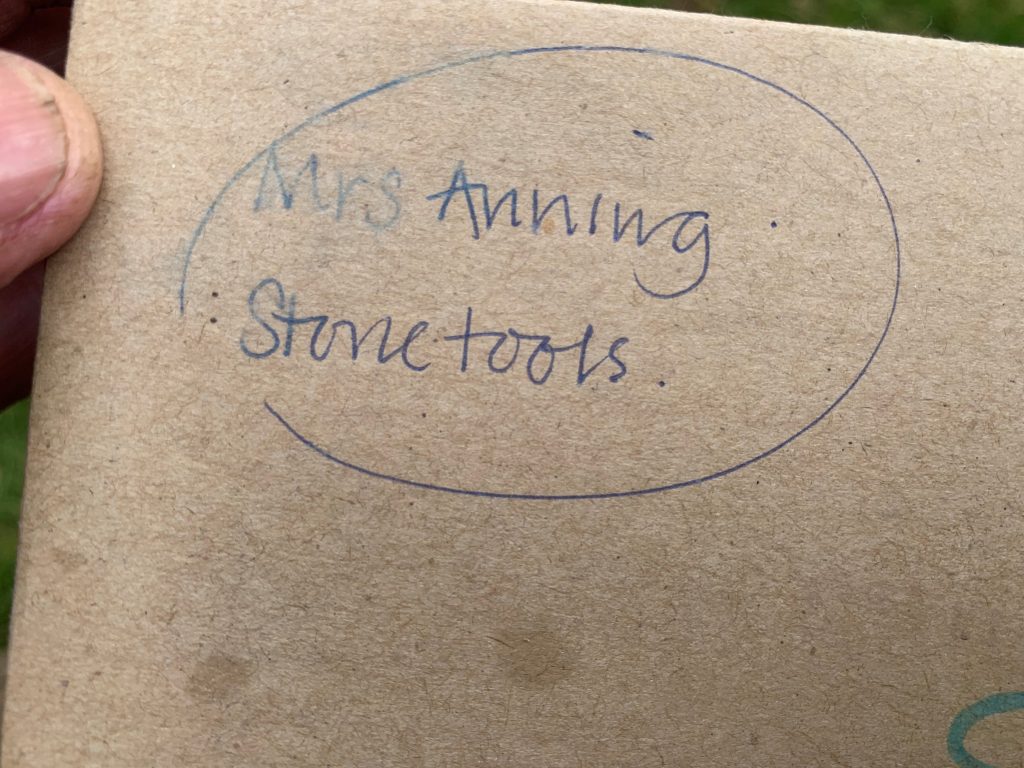 Mrs Anning
Stone tools.